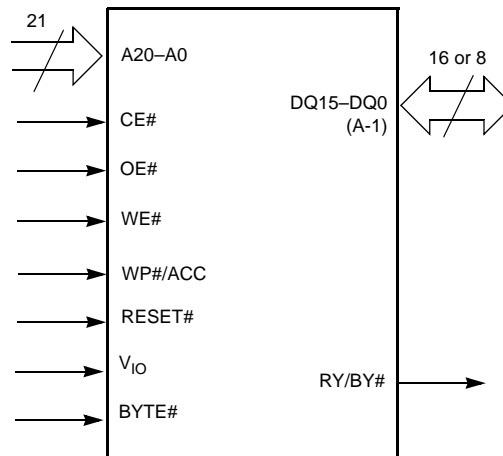 21
A20–A0
16 or 8
CE#
DQ15–DQ0
(A-1)
OE#
WE#
WP#/ACC
RESET#
VIO
RY/BY#
BYTE#